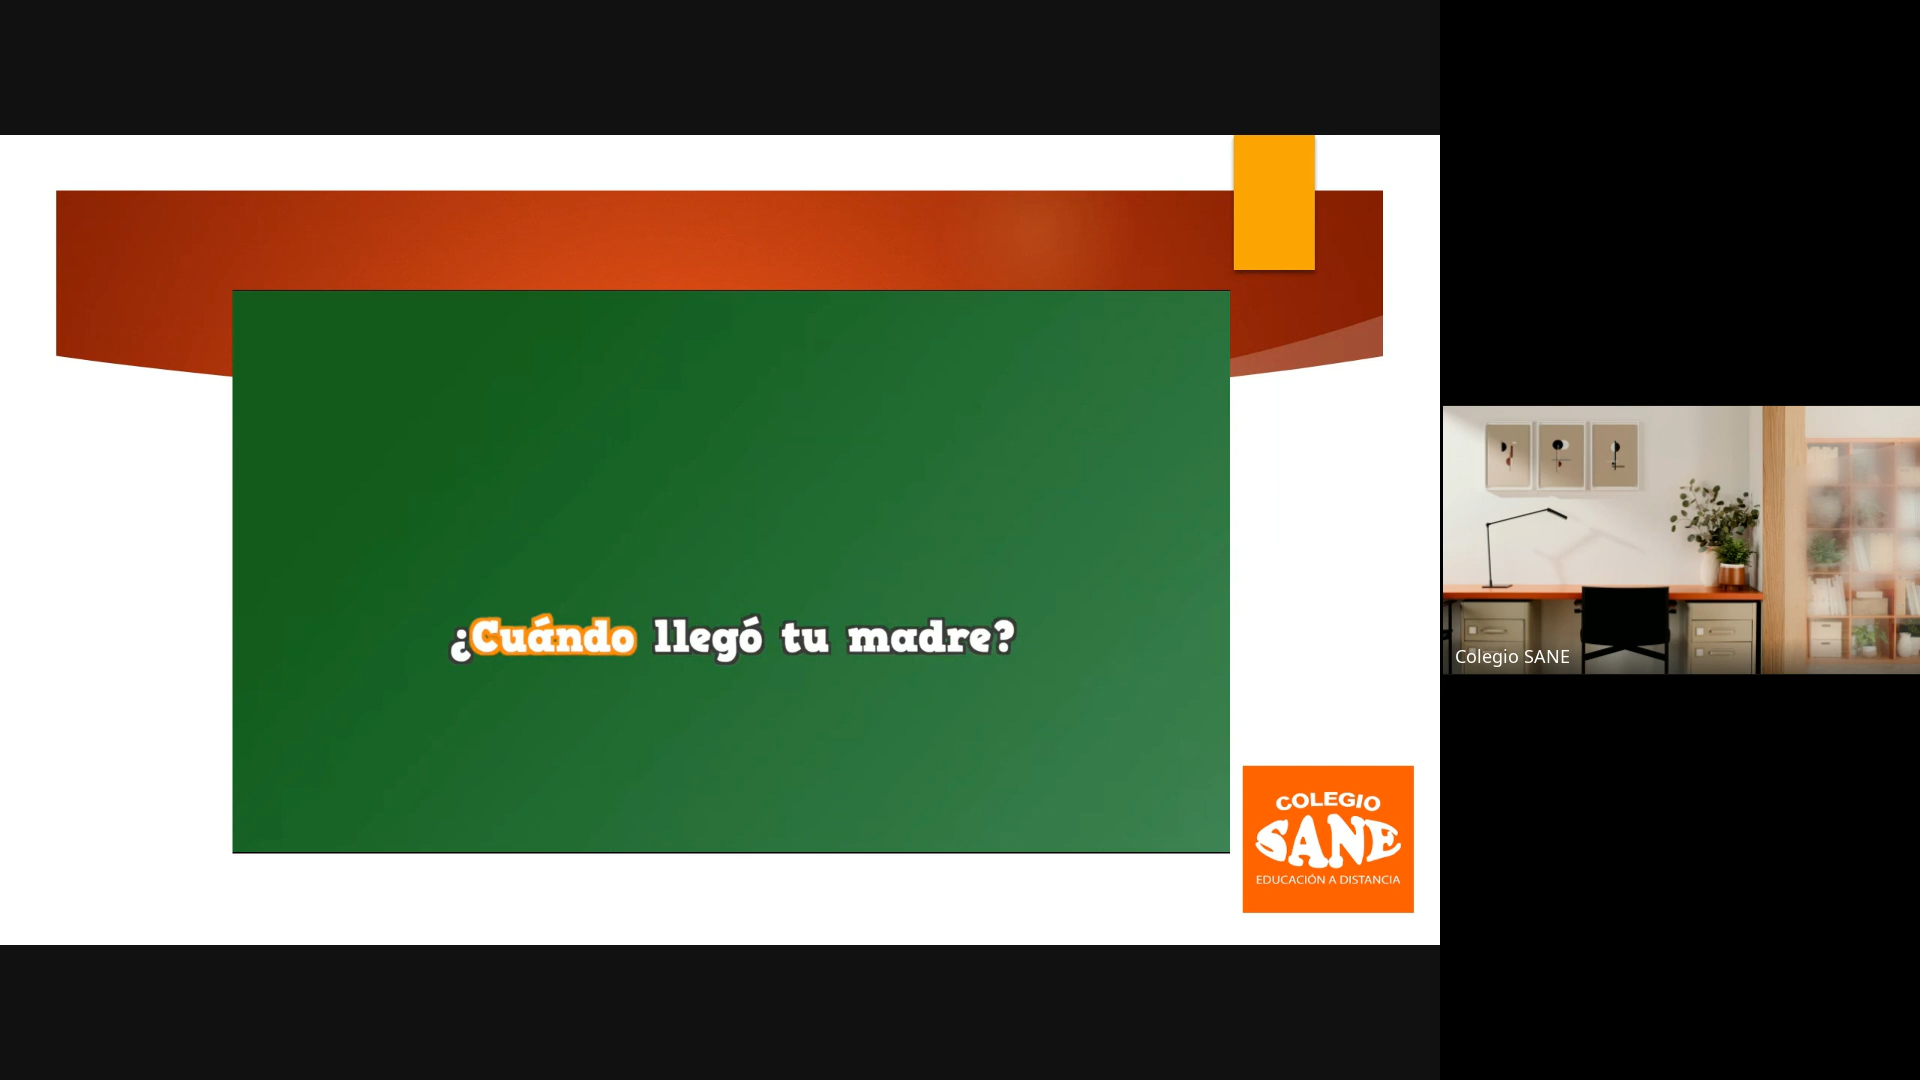 ¿Cuándo llegó tu madre?
COLEGIO
SANE
EDUCACIÓN A DISTANCIA
Colegio SANE